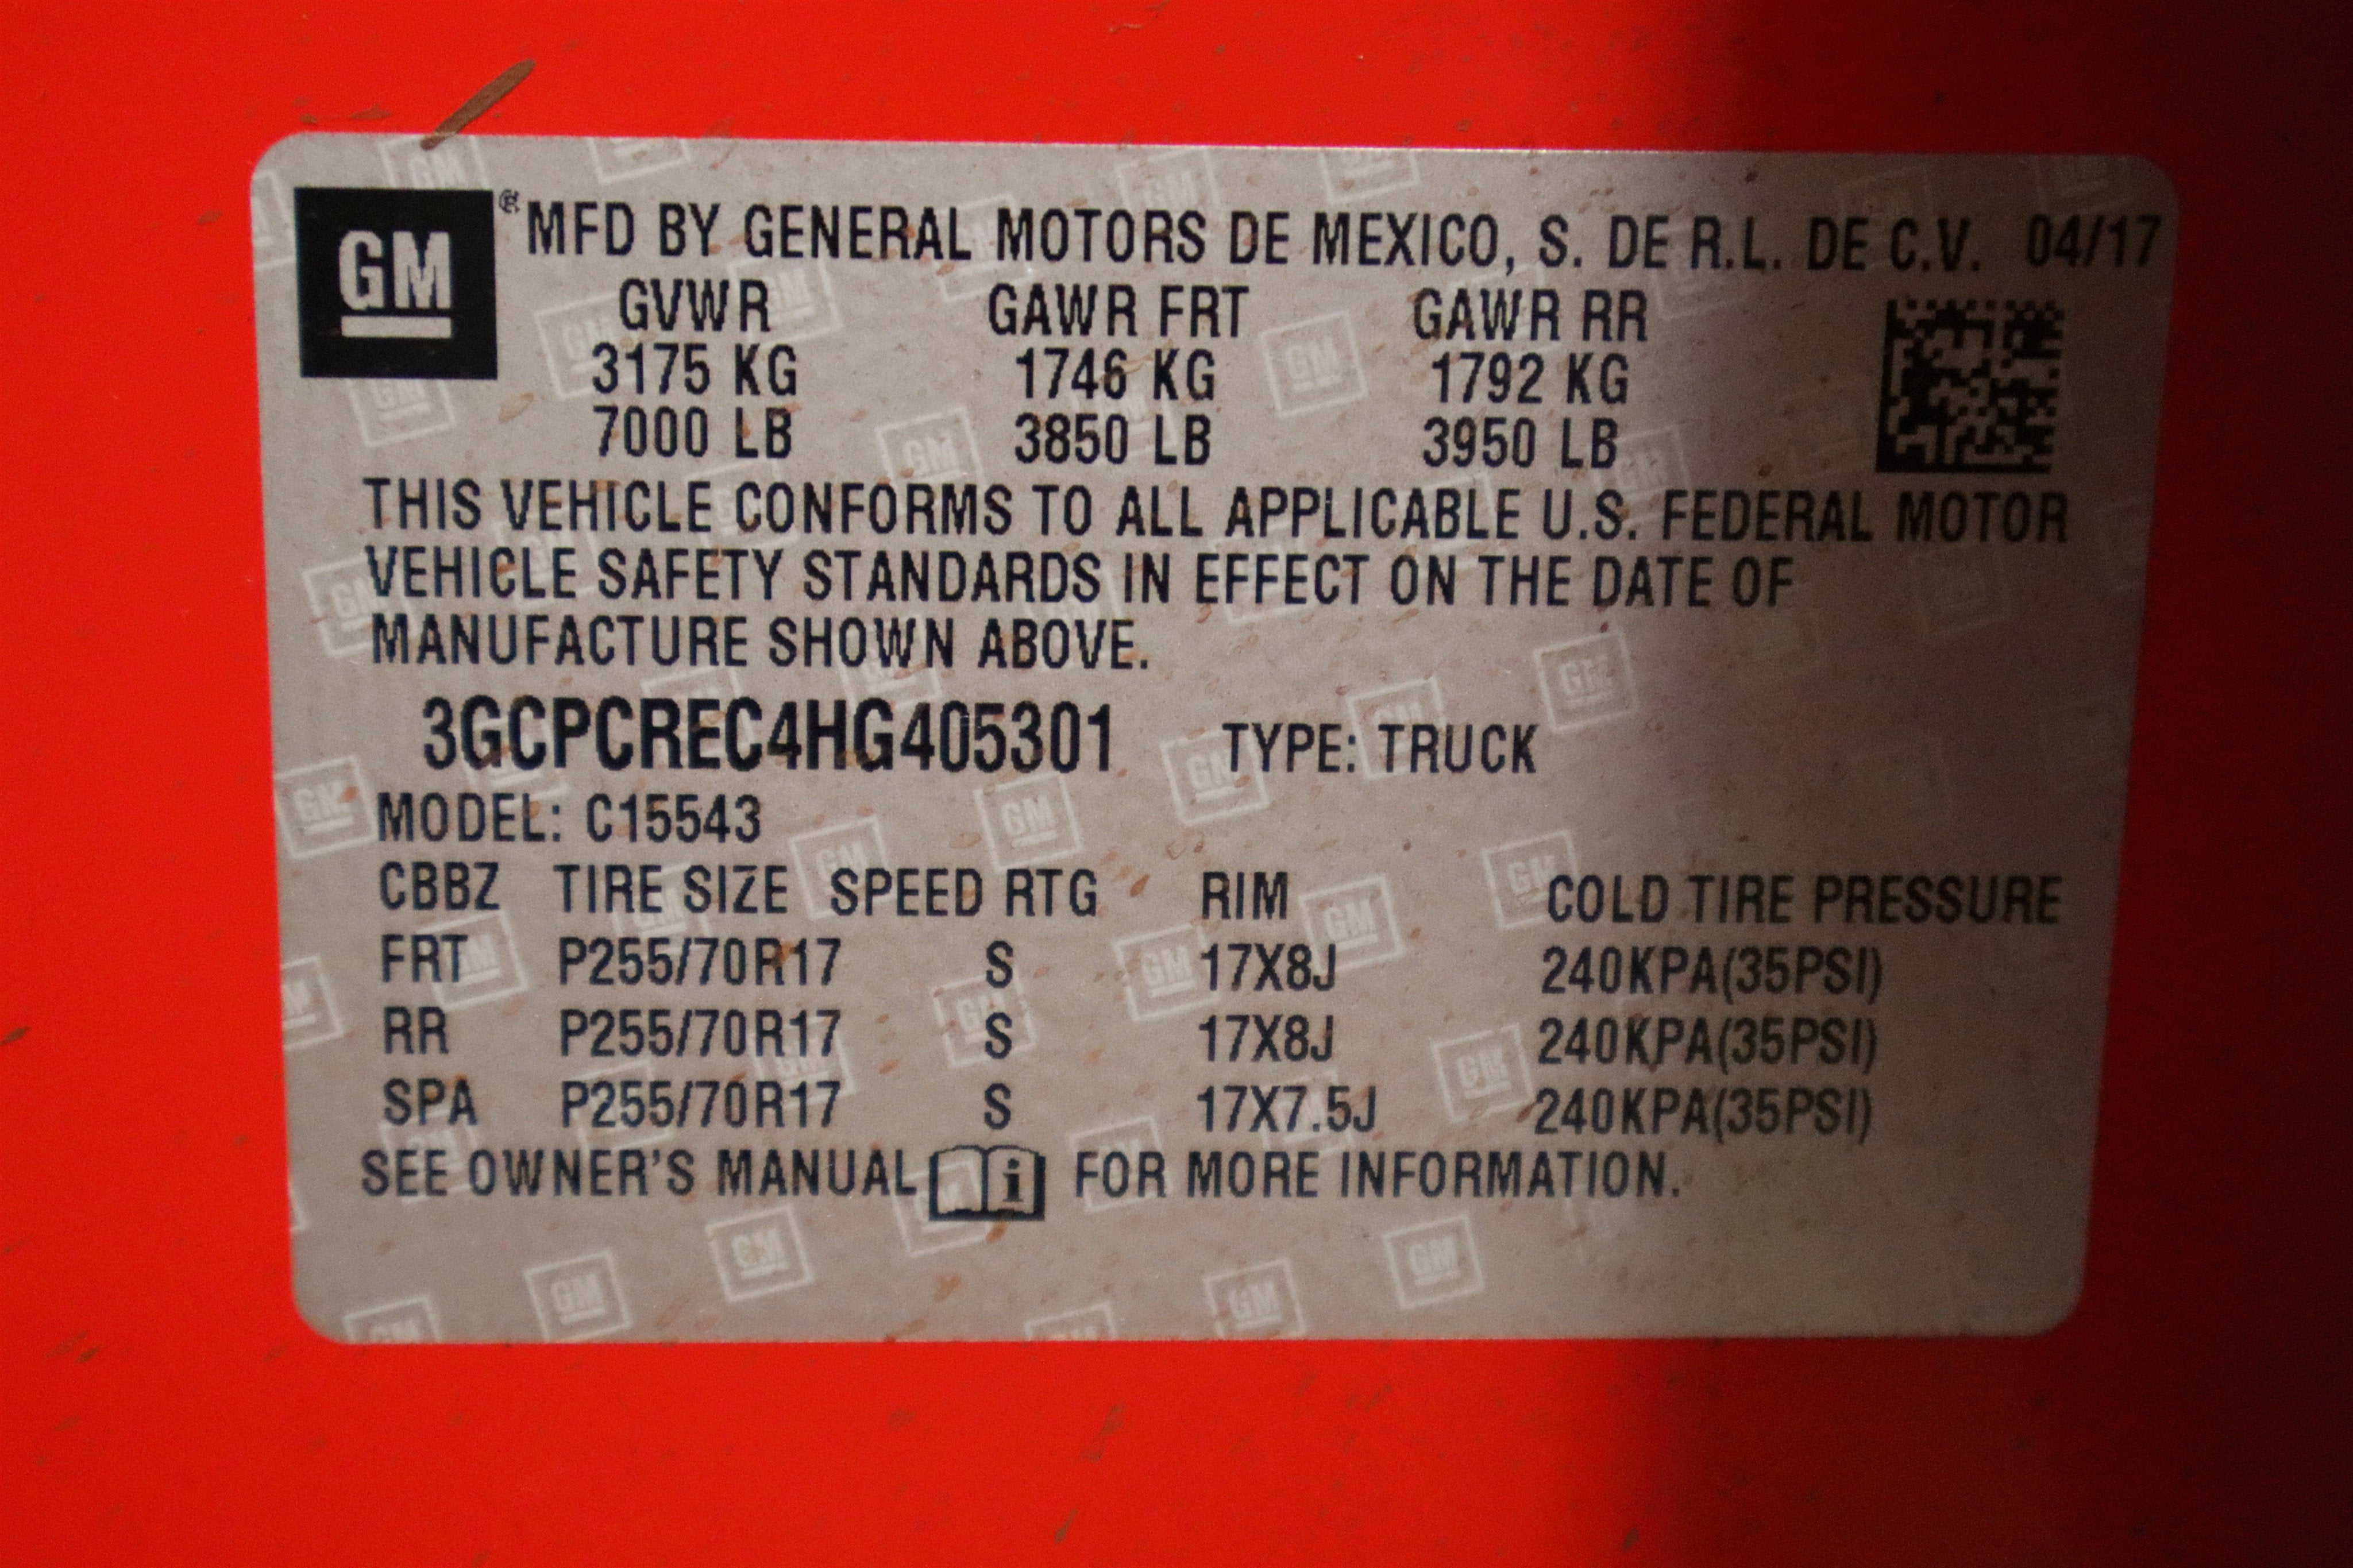 GM ® MFD BY GENERAL MOTORS DE MEXICO, S. DE R.L. DE C.V. 04/17
GVWR GAWR FRT GAWR RR
3175 KG 1746 KG 1792 KG
7000 LB 3850 LB 3950 LB
THIS VEHICLE CONFORMS TO ALL APPLICABLE U.S. FEDERAL MOTOR
VEHICLE SAFETY STANDARDS IN EFFECT ON THE DATE OF
MANUFACTURE SHOWN ABOVE.
3GCPCREC4HG405301 TYPE: TRUCK
MODEL: C15543
CBBZ TIRE SIZE SPEED RTG RIM COLD TIRE PRESSURE
FRT P255/70R17 S 17X8J 240KPA(35PSI)
RR P255/70R17 S 17X8J 240KPA(35PSI)
SPA P255/70R17 S 17X7.5J 240KPA(35PSI)
SEE OWNER'S MANUAL i FOR MORE INFORMATION.